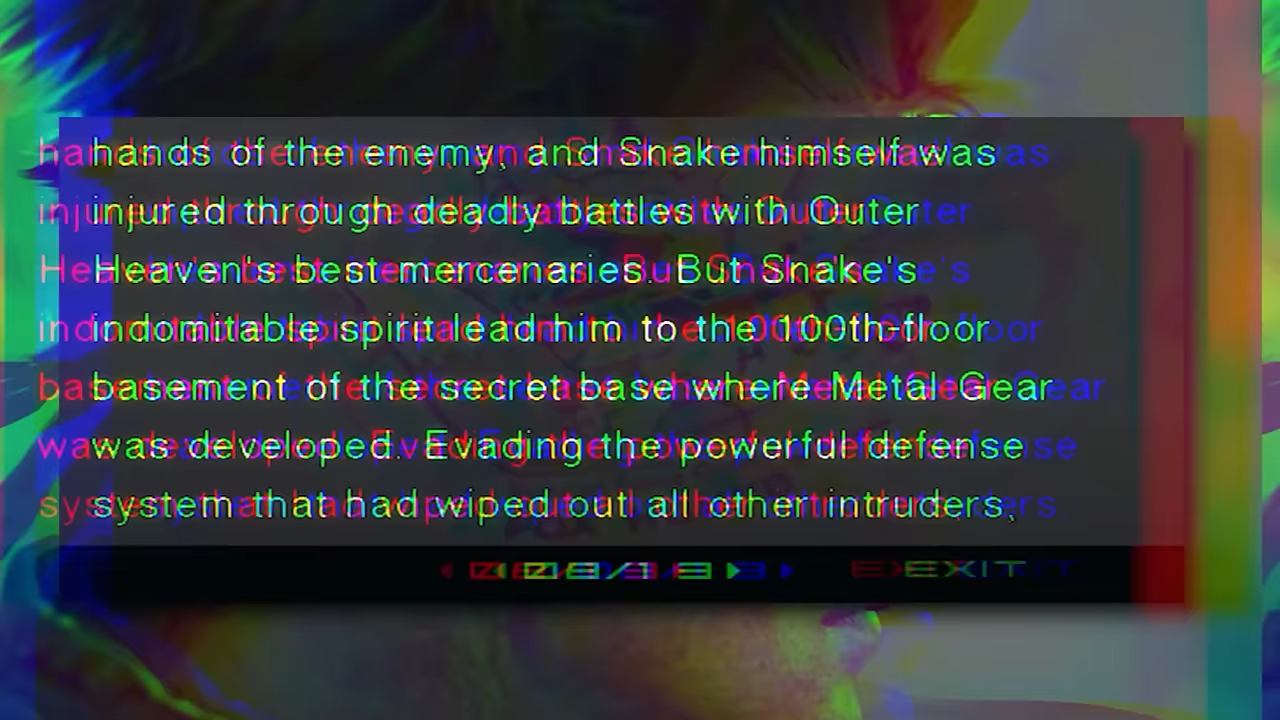 hands of the enemy, and Snake himself was
injured through deadly battles with Outer
Heaven's best mercenaries. But Snake's
indomitable spirit lead him to the 100th-floor
basement of the secret base where Metal Gear
was developed. Evading the powerful defense
system that had wiped out all other intruders,
EXIT